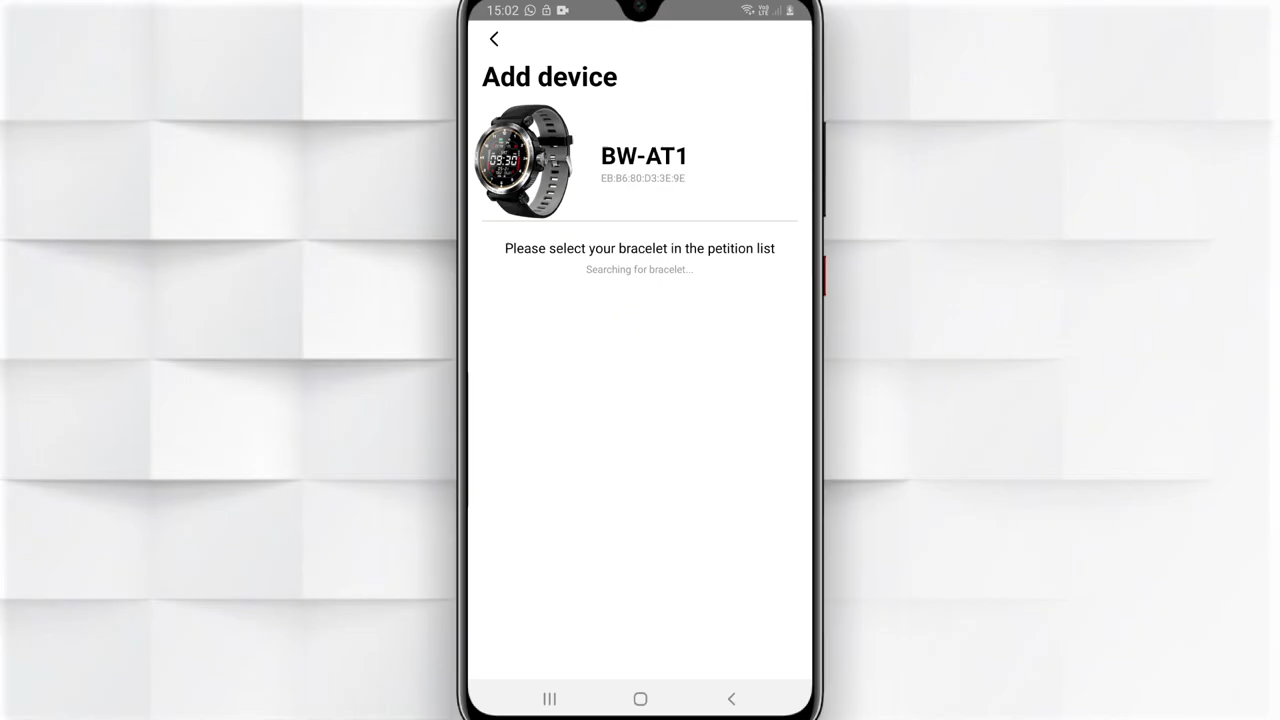 15:02
Add device
09:30
BW-AT1
EB:B6:80:D3:3E:9E
Please select your bracelet in the petition list
Searching for bracelet...